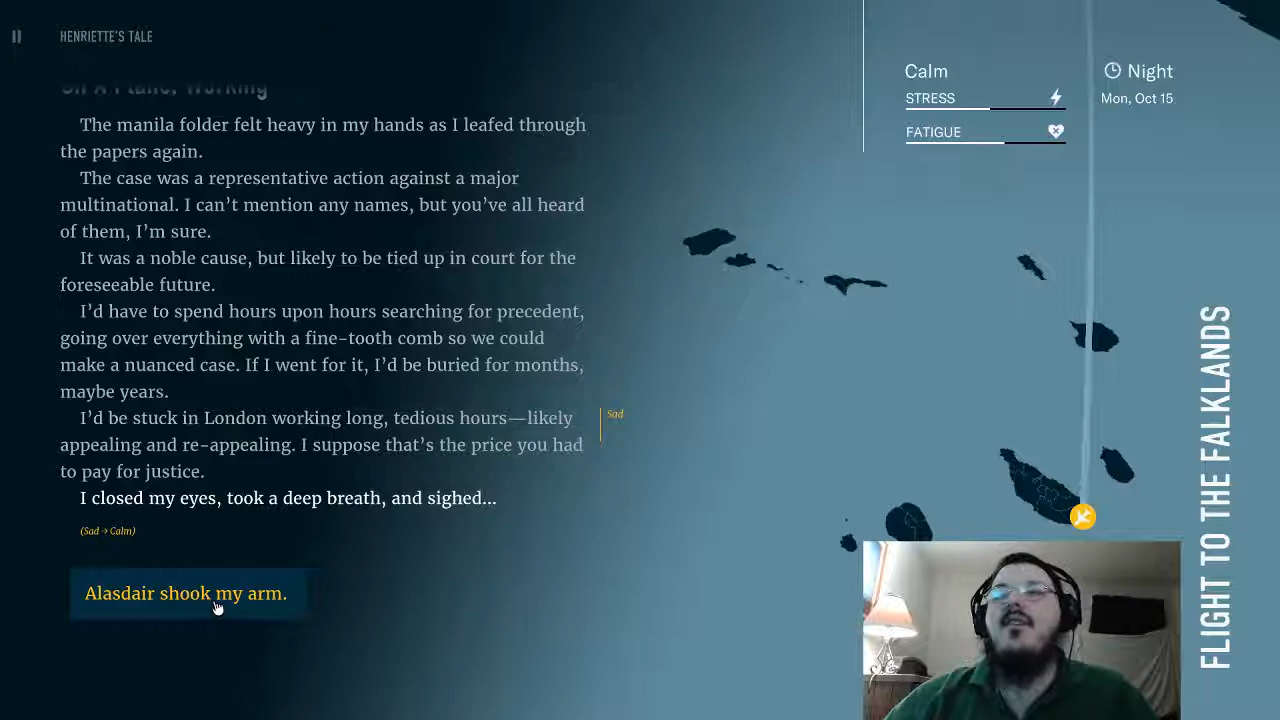 HENRIETTE'S TALE
On A Plane, Working
The manila folder felt heavy in my hands as I leafed through
the papers again.
The case was a representative action against a major
multinational. I can't mention any names, but you've all heard
of them, I'm sure.
It was a noble cause, but likely to be tied up in court for the
foreseeable future.
I'd have to spend hours upon hours searching for precedent,
going over everything with a fine-tooth comb so we could
make a nuanced case. If I went for it, I'd be buried for months,
maybe years.
I'd be stuck in London working long, tedious hours—likely
appealing and re-appealing. I suppose that's the price you had
to pay for justice.
Sad
I closed my eyes, took a deep breath, and sighed...
(Sad → Calm)
Alasdair shook my arm.
Calm
STRESS
FATIGUE
Night
Mon, Oct 15
FLIGHT TO THE FALKLANDS